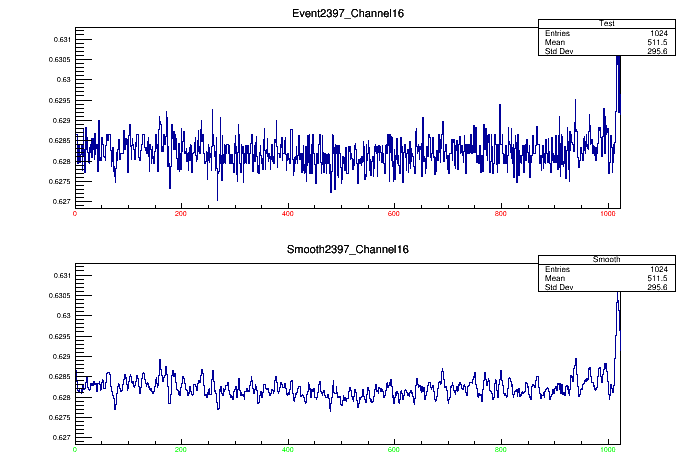 Event2397_Channel16
Test
Entries 1024
Mean 511.5
Std Dev 295.6
0.631
0.6305
0.63
0.6295
0.629
0.6285
0.628
0.6275
0.627
0 200 400 600 800 1000
Smooth2397_Channel16
Smooth
Entries 1024
Mean 511.5
Std Dev 295.6
0.631
0.6305
0.63
0.6295
0.629
0.6285
0.628
0.6275
0.627
0 200 400 600 800 1000